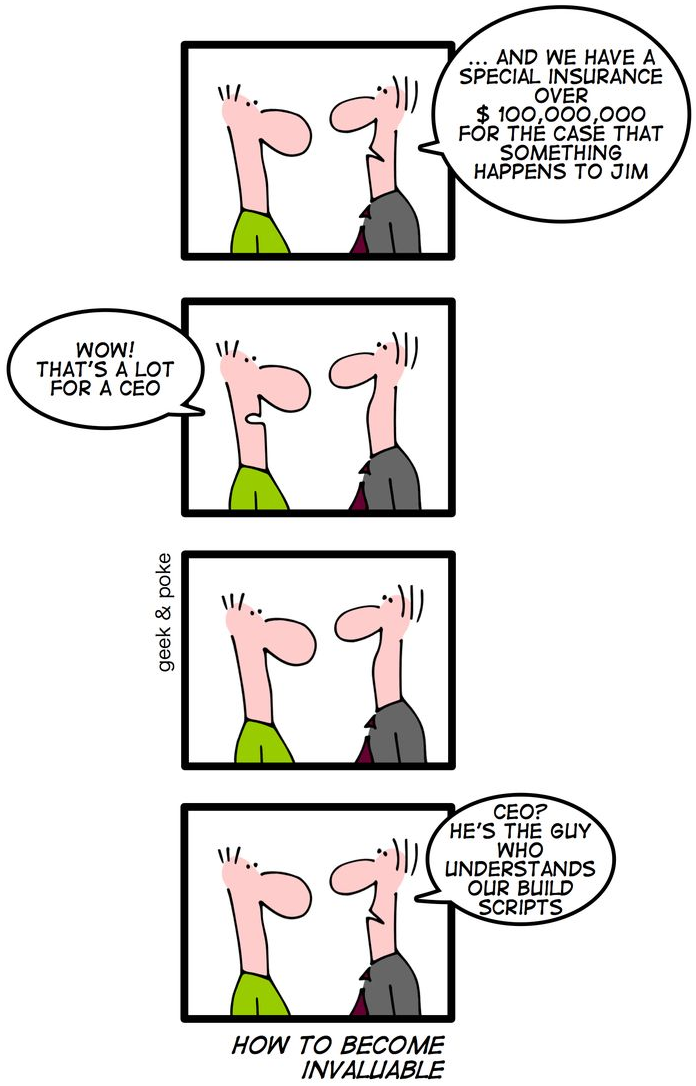 ... AND WE HAVE A
SPECIAL INSURANCE
OVER
$ 100,000,000
FOR THE CASE THAT
SOMETHING
HAPPENS TO JIM
WOW!
THAT'S A LOT
FOR A CEO
geek & poke
CEO?
HE'S THE GUY
WHO
UNDERSTANDS
OUR BUILD
SCRIPTS
HOW TO BECOME
INVALUABLE